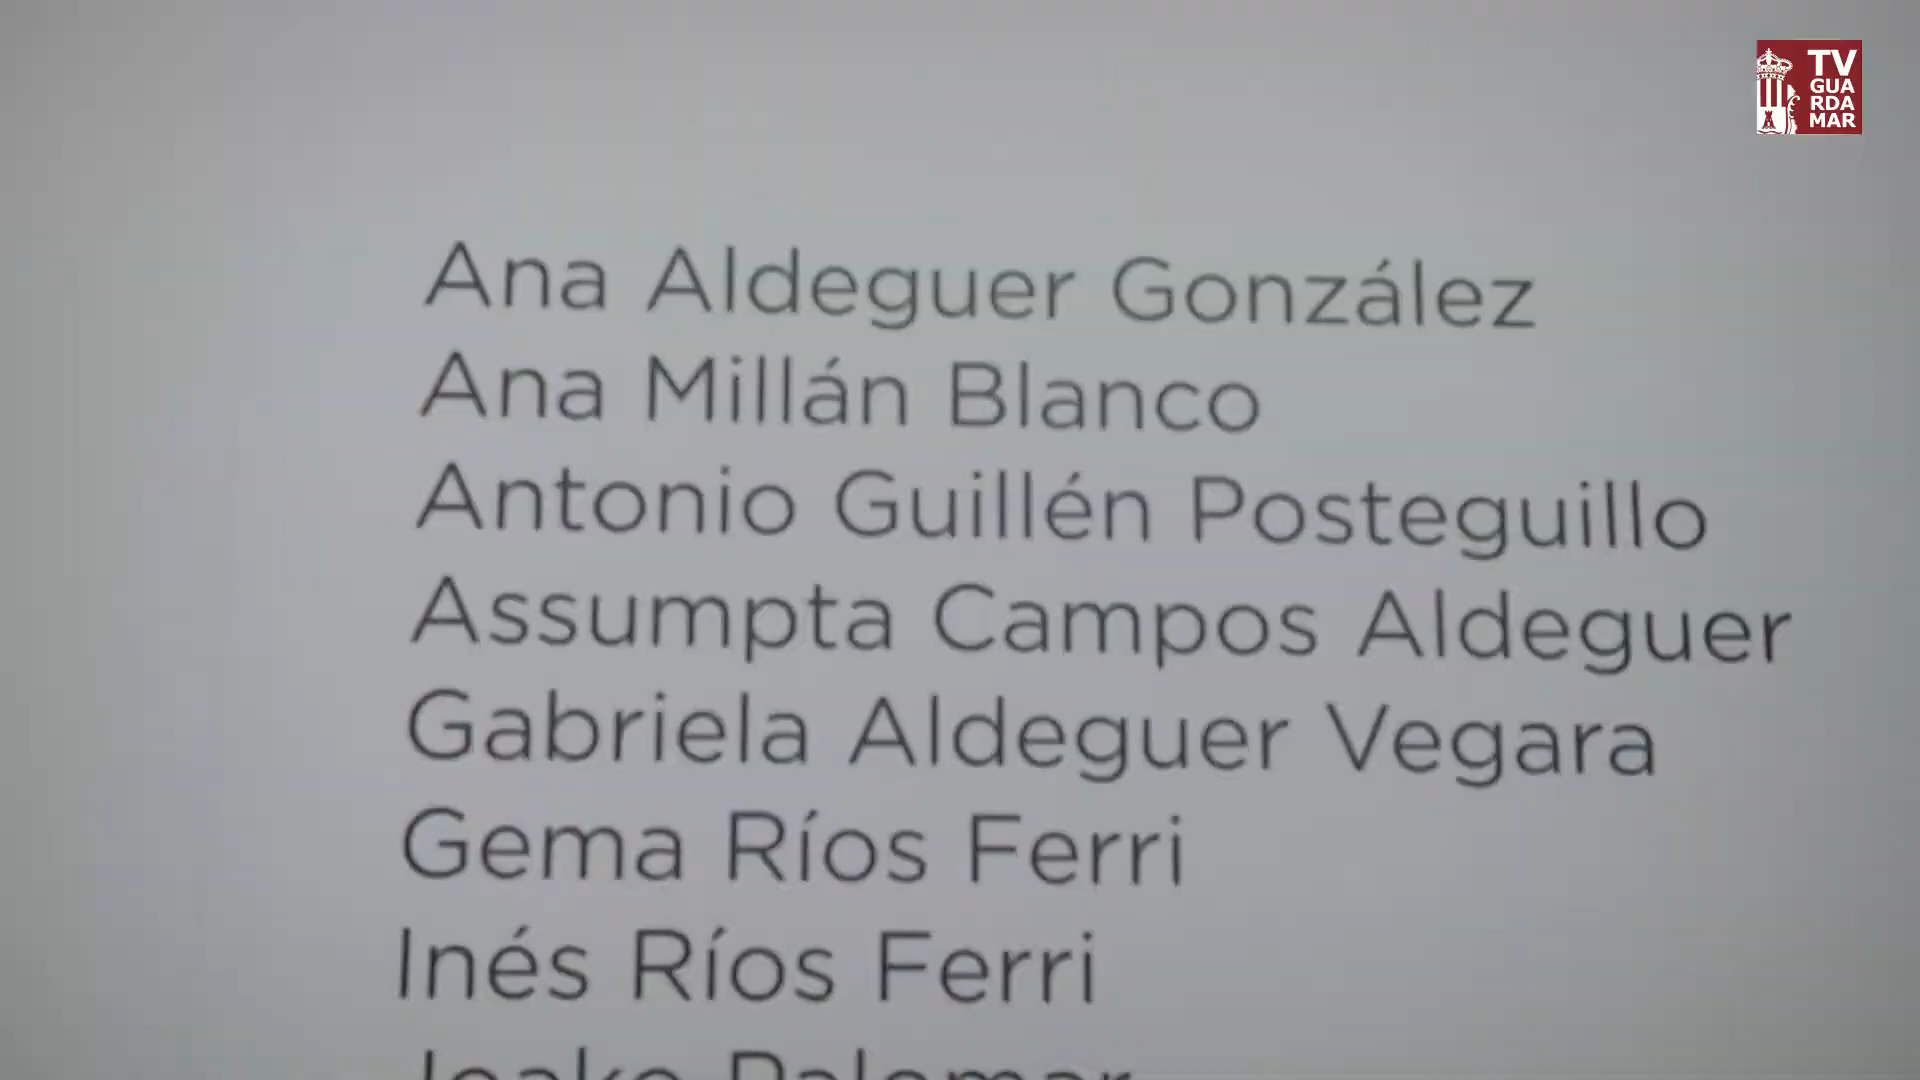 TV
GUA
RDA
MAR
Ana Aldeguer González
Ana Millán Blanco
Antonio Guillén Posteguillo
Assumpta Campos Aldeguer
Gabriela Aldeguer Vegara
Gema Ríos Ferri
Inés Ríos Ferri
Palomar